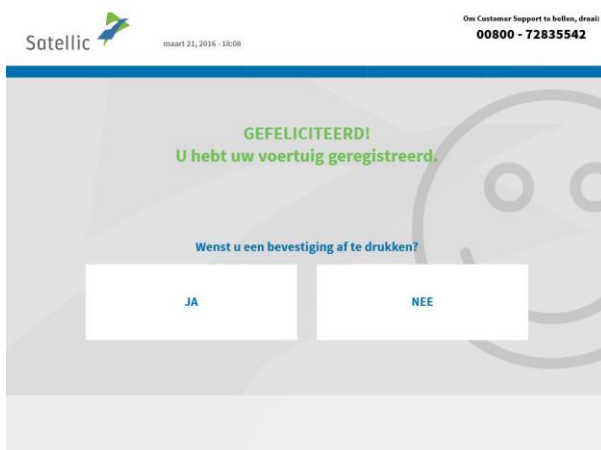 Satellic
maart 21, 2016 - 18:08
Om Customer Support te bellen, draai:
00800 - 72835542
GEFELICITEERD!
U hebt uw voertuig geregistreerd.
Wenst u een bevestiging af te drukken?
JA
NEE